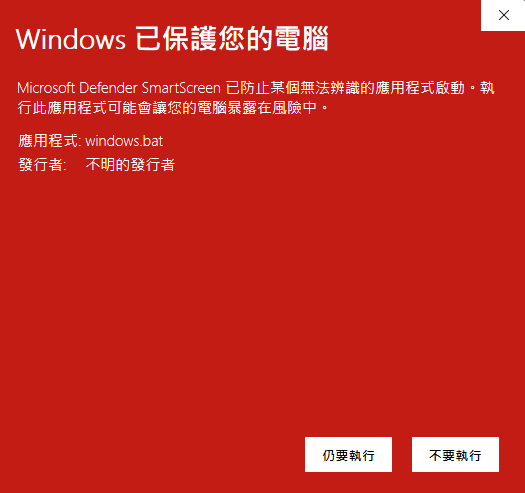 Windows 已保護您的電腦
Microsoft Defender SmartScreen 已防止某個無法辨識的應用程式啟動。執
行此應用程式可能會讓您的電腦暴露在風險中。
應用程式: windows.bat
發行者: 不明的發行者
仍要執行 不要執行